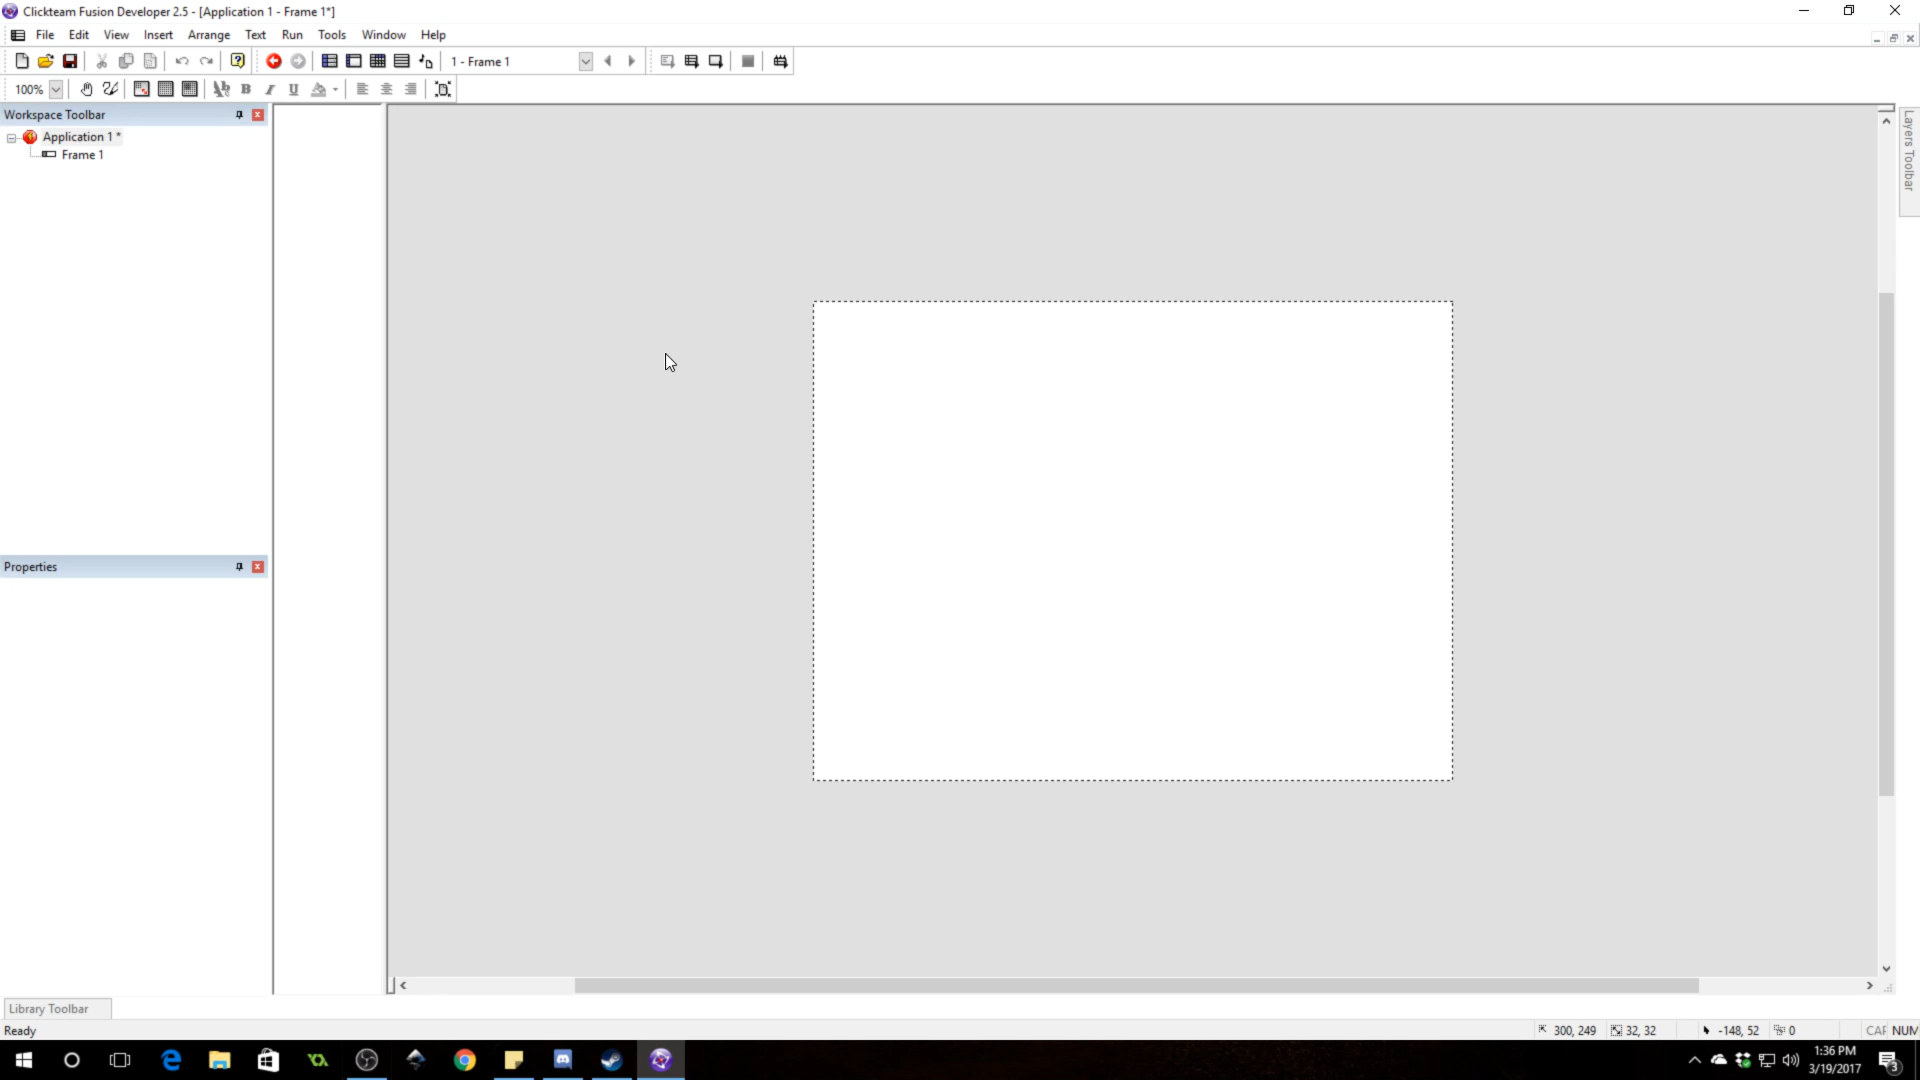 Clickteam Fusion Developer 2.5 - [Application 1 - Frame 1*]
File Edit View Insert Arrange Text Run Tools Window Help
1 - Frame 1
100%
Workspace Toolbar
Application 1 *
Frame 1
Layers Toolbar
Properties
Library Toolbar
Ready
300, 249 32, 32 -148, 52 0 CAP NUM
1:36 PM
3/19/2017
3